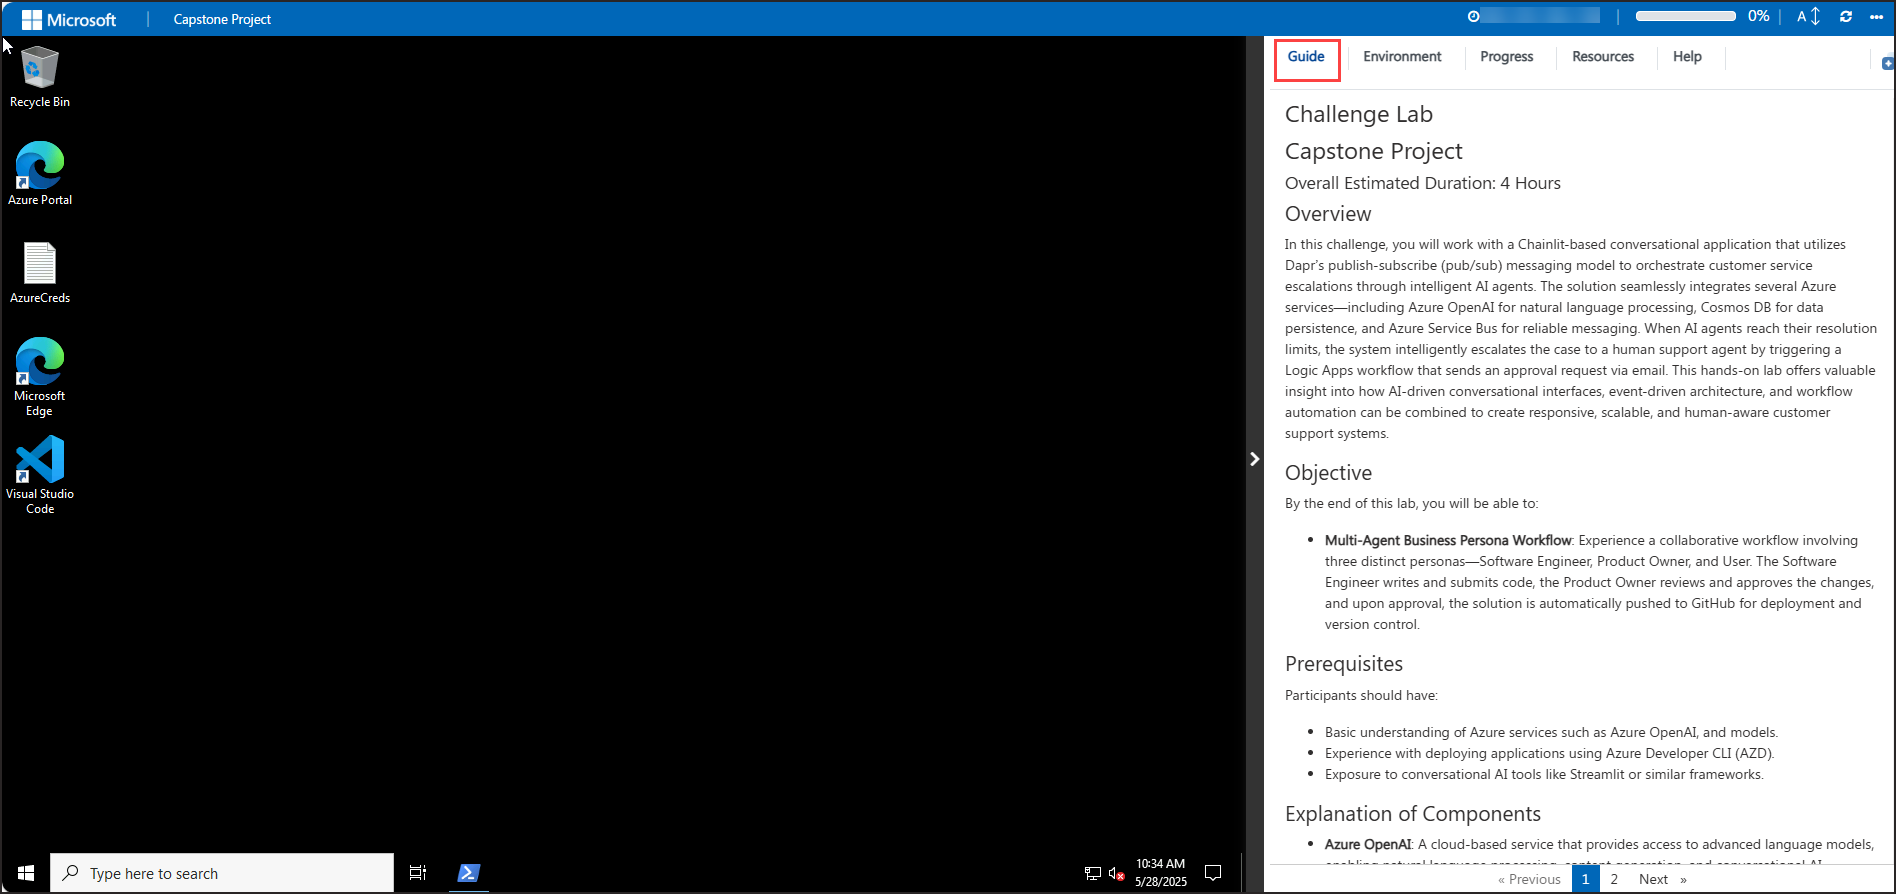 Microsoft | Capstone Project
0% A
Recycle Bin
Azure Portal
AzureCreds
Microsoft
Edge
Visual Studio
Code
Type here to search
10:34 AM
5/28/2025
Guide
Environment
Progress
Resources
Help
Challenge Lab
Capstone Project
Overall Estimated Duration: 4 Hours
Overview
In this challenge, you will work with a Chainlit-based conversational application that utilizes
Dapr's publish-subscribe (pub/sub) messaging model to orchestrate customer service
escalations through intelligent AI agents. The solution seamlessly integrates several Azure
services—including Azure OpenAI for natural language processing, Cosmos DB for data
persistence, and Azure Service Bus for reliable messaging. When AI agents reach their resolution
limits, the system intelligently escalates the case to a human support agent by triggering a
Logic Apps workflow that sends an approval request via email. This hands-on lab offers valuable
insight into how AI-driven conversational interfaces, event-driven architecture, and workflow
automation can be combined to create responsive, scalable, and human-aware customer
support systems.
Objective
By the end of this lab, you will be able to:
• Multi-Agent Business Persona Workflow: Experience a collaborative workflow involving
three distinct personas—Software Engineer, Product Owner, and User. The Software
Engineer writes and submits code, the Product Owner reviews and approves the changes,
and upon approval, the solution is automatically pushed to GitHub for deployment and
version control.
Prerequisites
Participants should have:
• Basic understanding of Azure services such as Azure OpenAI, and models.
• Experience with deploying applications using Azure Developer CLI (AZD).
• Exposure to conversational AI tools like Streamlit or similar frameworks.
Explanation of Components
• Azure OpenAI: A cloud-based service that provides access to advanced language models,
enabling natural language processing, content generation, and conversational AI
« Previous 1 2 Next »